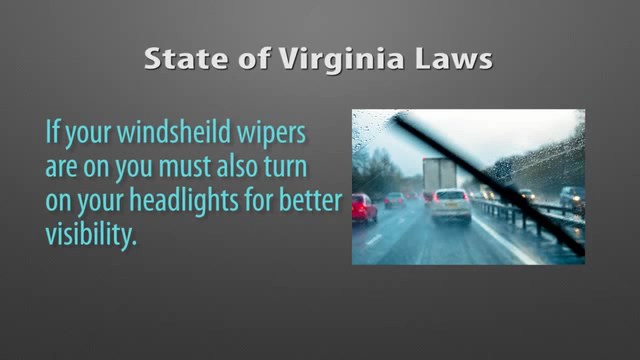 State of Virginia Laws
If your windsheild wipers
are on you must also turn
on your headlights for better
visibility.